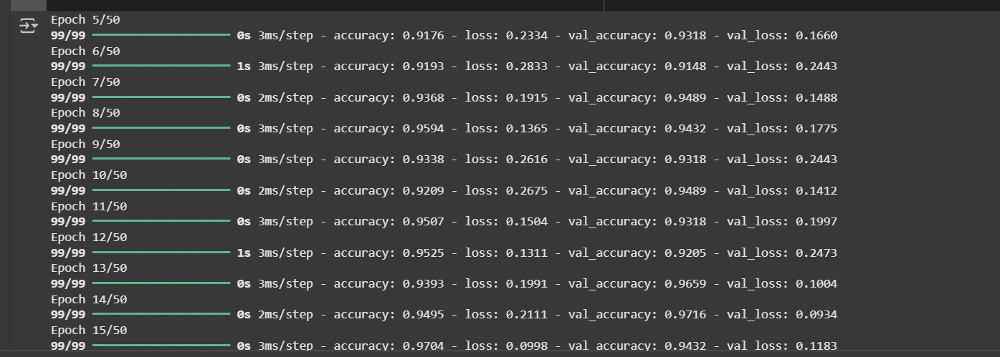 Epoch 5/50
99/99 ━━━━━━━━━━━━━━━━━━━━ 0s 3ms/step - accuracy: 0.9176 - loss: 0.2334 - val_accuracy: 0.9318 - val_loss: 0.1660
Epoch 6/50
99/99 ━━━━━━━━━━━━━━━━━━━━ 1s 3ms/step - accuracy: 0.9193 - loss: 0.2833 - val_accuracy: 0.9148 - val_loss: 0.2443
Epoch 7/50
99/99 ━━━━━━━━━━━━━━━━━━━━ 0s 2ms/step - accuracy: 0.9368 - loss: 0.1915 - val_accuracy: 0.9489 - val_loss: 0.1488
Epoch 8/50
99/99 ━━━━━━━━━━━━━━━━━━━━ 0s 3ms/step - accuracy: 0.9594 - loss: 0.1365 - val_accuracy: 0.9432 - val_loss: 0.1775
Epoch 9/50
99/99 ━━━━━━━━━━━━━━━━━━━━ 0s 3ms/step - accuracy: 0.9338 - loss: 0.2616 - val_accuracy: 0.9318 - val_loss: 0.2443
Epoch 10/50
99/99 ━━━━━━━━━━━━━━━━━━━━ 0s 2ms/step - accuracy: 0.9209 - loss: 0.2675 - val_accuracy: 0.9489 - val_loss: 0.1412
Epoch 11/50
99/99 ━━━━━━━━━━━━━━━━━━━━ 0s 3ms/step - accuracy: 0.9507 - loss: 0.1504 - val_accuracy: 0.9318 - val_loss: 0.1997
Epoch 12/50
99/99 ━━━━━━━━━━━━━━━━━━━━ 1s 3ms/step - accuracy: 0.9525 - loss: 0.1311 - val_accuracy: 0.9205 - val_loss: 0.2473
Epoch 13/50
99/99 ━━━━━━━━━━━━━━━━━━━━ 0s 3ms/step - accuracy: 0.9393 - loss: 0.1991 - val_accuracy: 0.9659 - val_loss: 0.1004
Epoch 14/50
99/99 ━━━━━━━━━━━━━━━━━━━━ 0s 2ms/step - accuracy: 0.9495 - loss: 0.2111 - val_accuracy: 0.9716 - val_loss: 0.0934
Epoch 15/50
99/99 ━━━━━━━━━━━━━━━━━━━━ 0s 3ms/step - accuracy: 0.9704 - loss: 0.0998 - val_accuracy: 0.9432 - val_loss: 0.1183